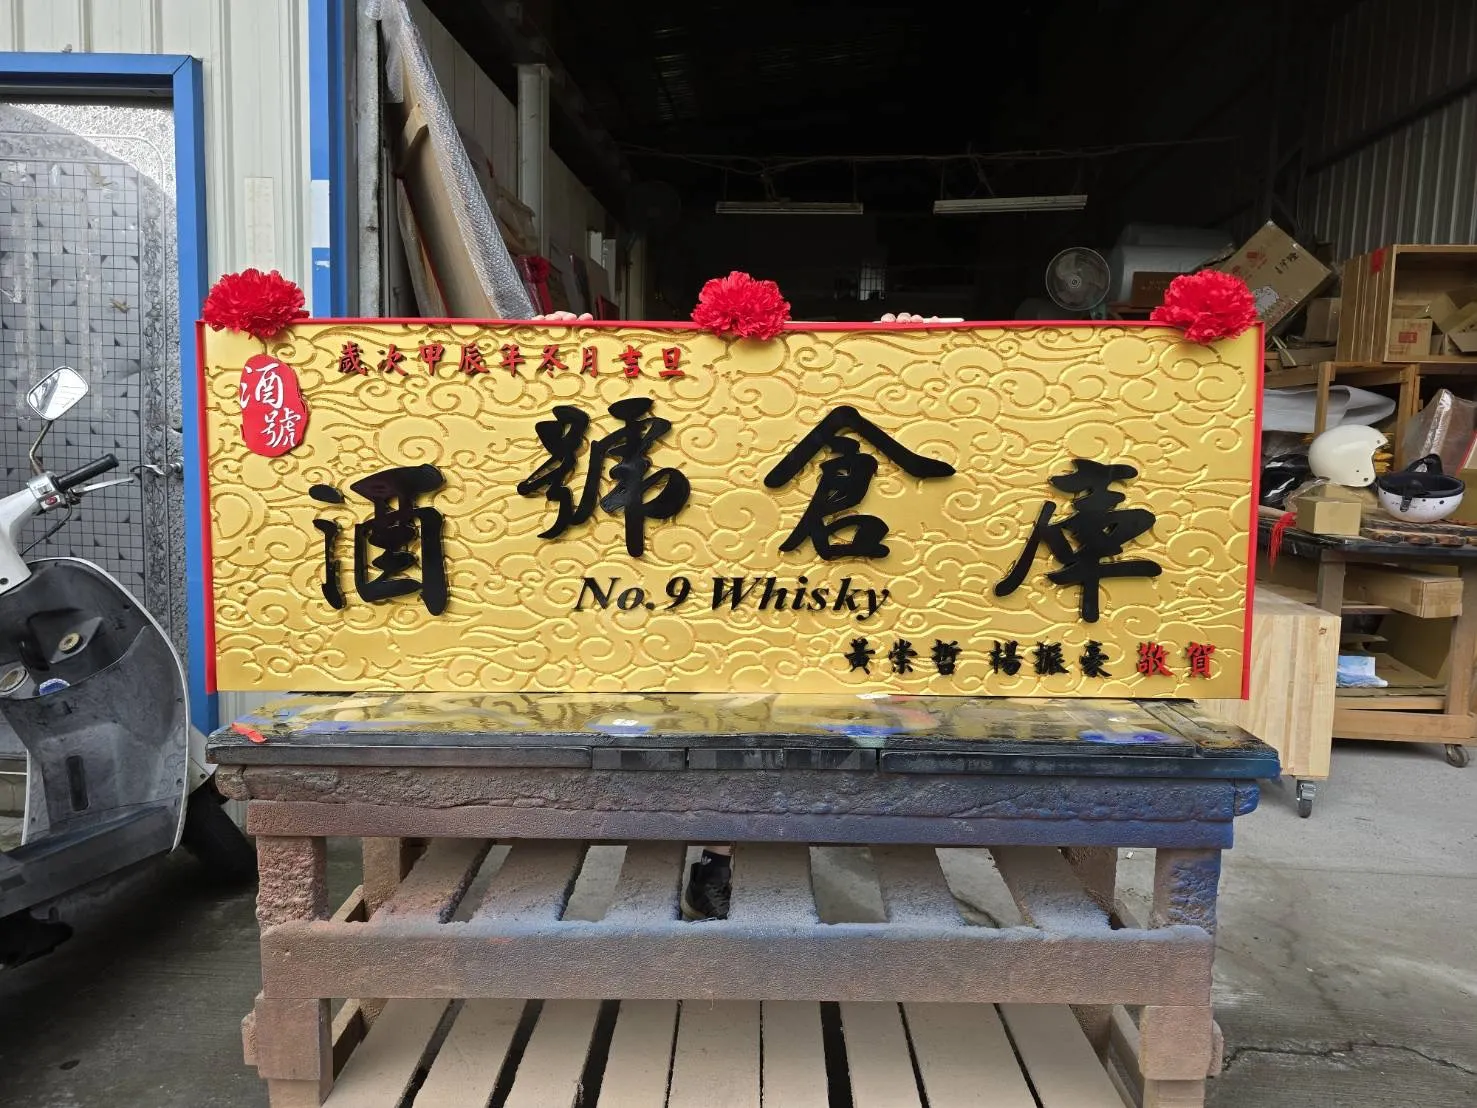 歲次甲辰年冬月吉旦
酒號
酒號倉庫
No.9 Whisky
黃崇哲 楊振豪 敬賀